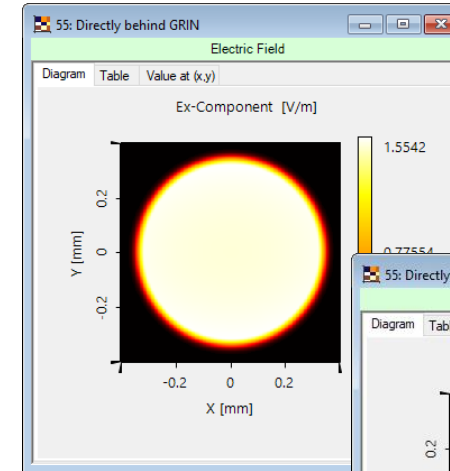 55: Directly behind GRIN
Electric Field
Diagram Table Value at (x,y)
Ex-Component [V/m]
1.5542
0.77554
0.2
0
-0.2
Y [mm]
-0.2 0 0.2
X [mm]
55: Directly
Diagram Tabl
0.2